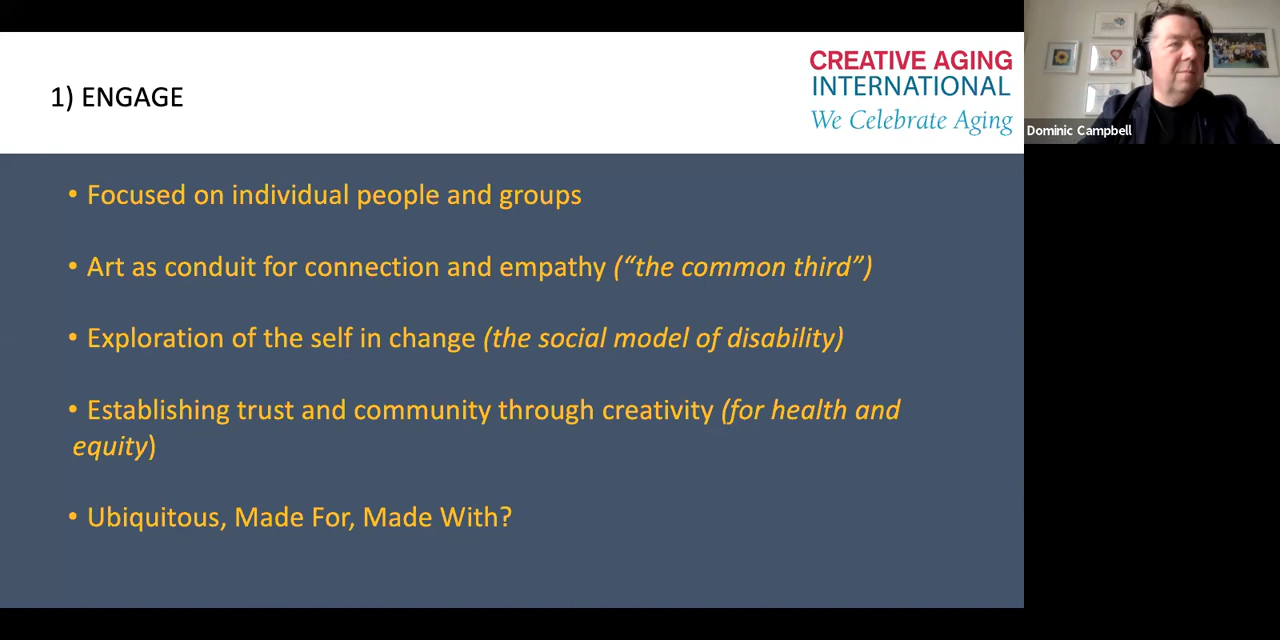 1) ENGAGE
CREATIVE AGING
INTERNATIONAL
We Celebrate Aging
Dominic Campbell
• Focused on individual people and groups
• Art as conduit for connection and empathy (“the common third”)
• Exploration of the self in change (the social model of disability)
• Establishing trust and community through creativity (for health and
equity)
• Ubiquitous, Made For, Made With?